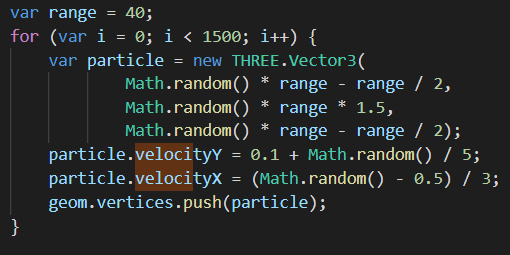 var range = 40;
for (var i = 0; i < 1500; i++) {
    var particle = new THREE.Vector3(
            Math.random() * range - range / 2,
            Math.random() * range * 1.5,
            Math.random() * range - range / 2);
    particle.velocityY = 0.1 + Math.random() / 5;
    particle.velocityX = (Math.random() - 0.5) / 3;
    geom.vertices.push(particle);
}